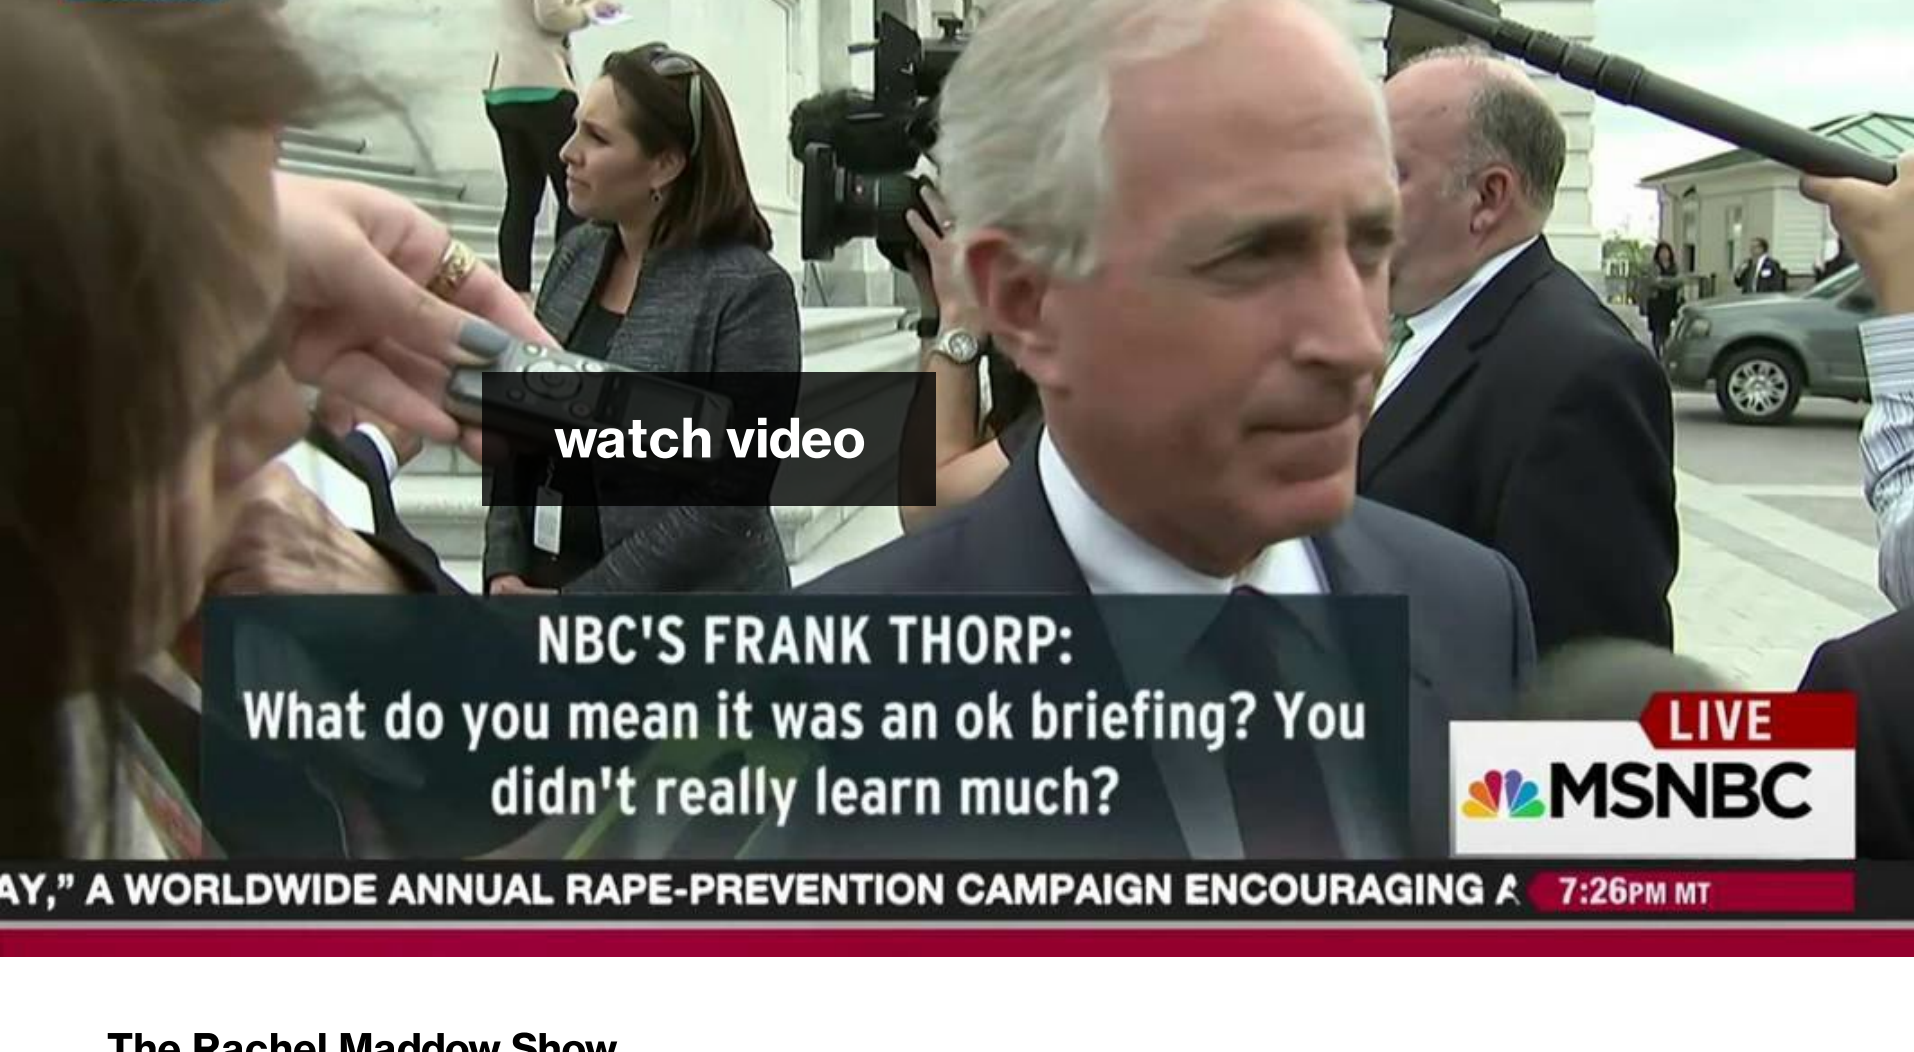 watch video
NBC'S FRANK THORP:
What do you mean it was an ok briefing? You
didn't really learn much?
LIVE
MSNBC
AY,” A WORLDWIDE ANNUAL RAPE-PREVENTION CAMPAIGN ENCOURAGING A
7:26PM MT
The Rachel Maddow Show